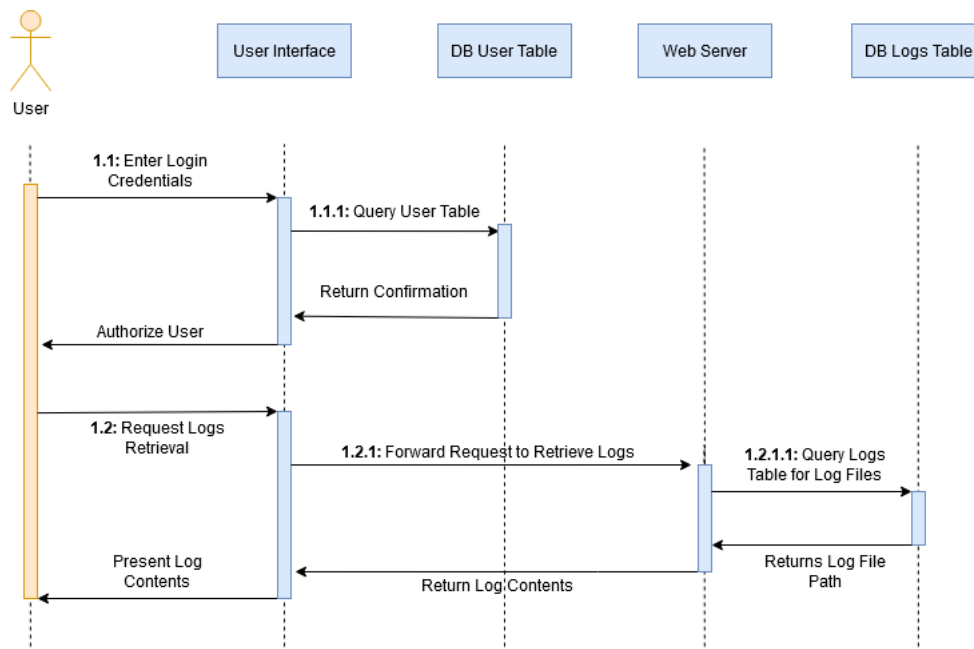 User Interface
DB User Table
Web Server
DB Logs Table
User
1.1: Enter Login
Credentials
1.1.1: Query User Table
Return Confirmation
Authorize User
1.2: Request Logs
Retrieval
1.2.1: Forward Request to Retrieve Logs
1.2.1.1: Query Logs
Table for Log Files
Returns Log File
Path
Return Log Contents
Present Log
Contents